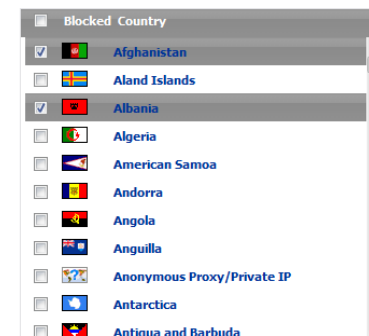 Blocked Country
Afghanistan
Aland Islands
Albania
Algeria
American Samoa
Andorra
Angola
Anguilla
??
Anonymous Proxy/Private IP
Antarctica
Antigua and Barbuda